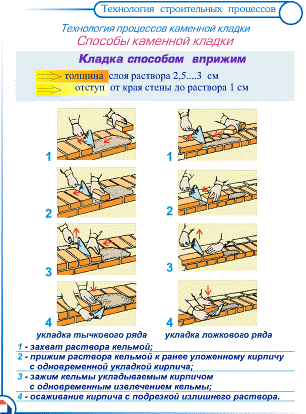 Технология строительных процессов
Технология процессов каменной кладки
Способы каменной кладки
Кладка способом вприжим
толщина слоя раствора 2,5....3 см
отступ от края стены до раствора 1 см
1
1
2
2
3
3
4
4
укладка тычкового ряда
укладка ложкового ряда
1 - захват раствора кельмой;
2 - прижим раствора кельмой к ранее уложенному кирпичу
с одновременной укладкой кирпича;
3 - зажим кельмы укладываемым кирпичом
с одновременным извлечением кельмы;
4 - осаживание кирпича с подрезкой излишнего раствора.